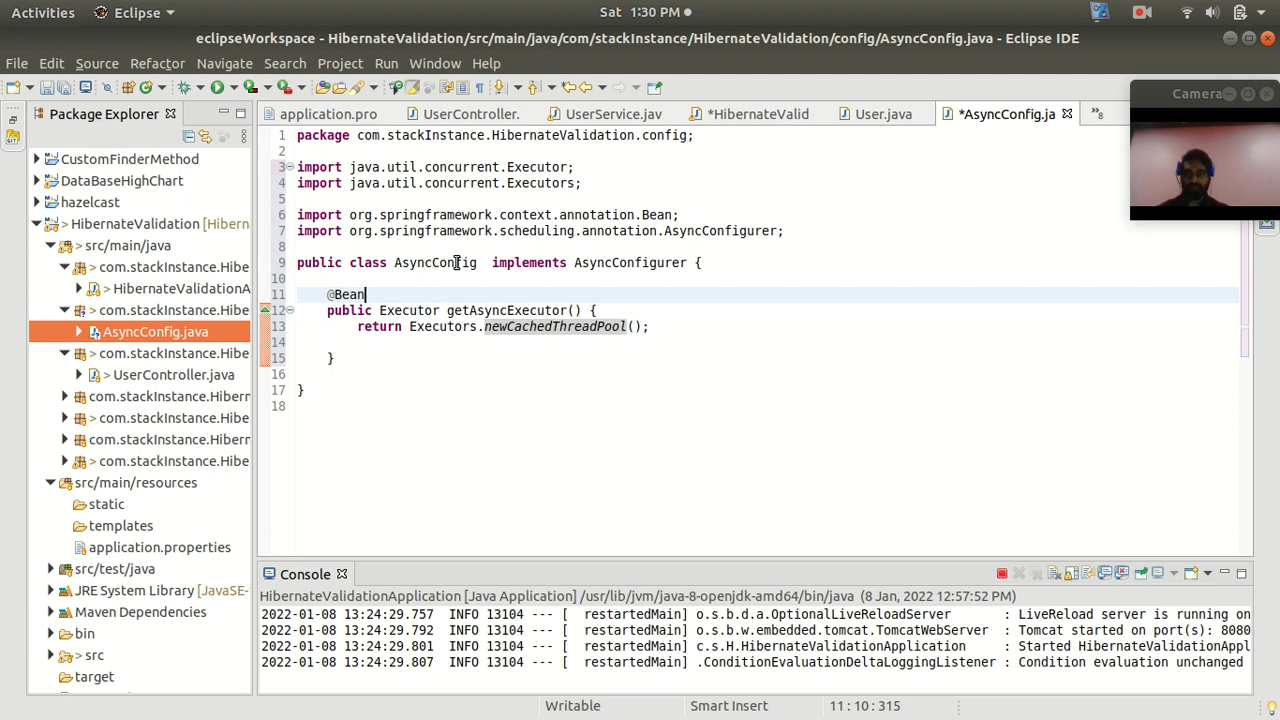 Activities Eclipse Sat 1:30 PM
eclipseWorkspace - HibernateValidation/src/main/java/com/stackInstance/HibernateValidation/config/AsyncConfig.java - Eclipse IDE
File Edit Source Refactor Navigate Search Project Run Window Help
Package Explorer
application.pro UserController. UserService.jav *HibernateValid User.java *AsyncConfig.ja »8
Camera
CustomFinderMethod
DataBaseHighChart
hazelcast
> HibernateValidation [Hibern
src/main/java
> com.stackInstance.Hibe
> HibernateValidationA
> com.stackInstance.Hibe
AsyncConfig.java
> com.stackInstance.Hibe
> UserController.java
> com.stackInstance.Hibern
> com.stackInstance.Hibe
> com.stackInstance.Hibern
> com.stackInstance.Hibe
src/main/resources
static
templates
application.properties
src/test/java
JRE System Library [JavaSE-
Maven Dependencies
bin
> src
target
1 package com.stackInstance.HibernateValidation.config;
2
3 import java.util.concurrent.Executor;
4 import java.util.concurrent.Executors;
5
6 import org.springframework.context.annotation.Bean;
7 import org.springframework.scheduling.annotation.AsyncConfigurer;
8
9 public class AsyncConfig implements AsyncConfigurer {
10
11 @Bean
12 public Executor getAsyncExecutor() {
13 return Executors.newCachedThreadPool();
14
15 }
16
17 }
18
Console
HibernateValidationApplication [Java Application] /usr/lib/jvm/java-8-openjdk-amd64/bin/java (8 Jan, 2022 12:57:52 PM)
2022-01-08 13:24:29.757 INFO 13104 --- [ restartedMain] o.s.b.d.a.OptionalLiveReloadServer : LiveReload server is running on
2022-01-08 13:24:29.792 INFO 13104 --- [ restartedMain] o.s.b.w.embedded.tomcat.TomcatWebServer : Tomcat started on port(s): 8080
2022-01-08 13:24:29.801 INFO 13104 --- [ restartedMain] c.s.H.HibernateValidationApplication : Started HibernateValidationAppl
2022-01-08 13:24:29.807 INFO 13104 --- [ restartedMain] .ConditionEvaluationDeltaLoggingListener : Condition evaluation unchanged
Writable Smart Insert 11 : 10 : 315